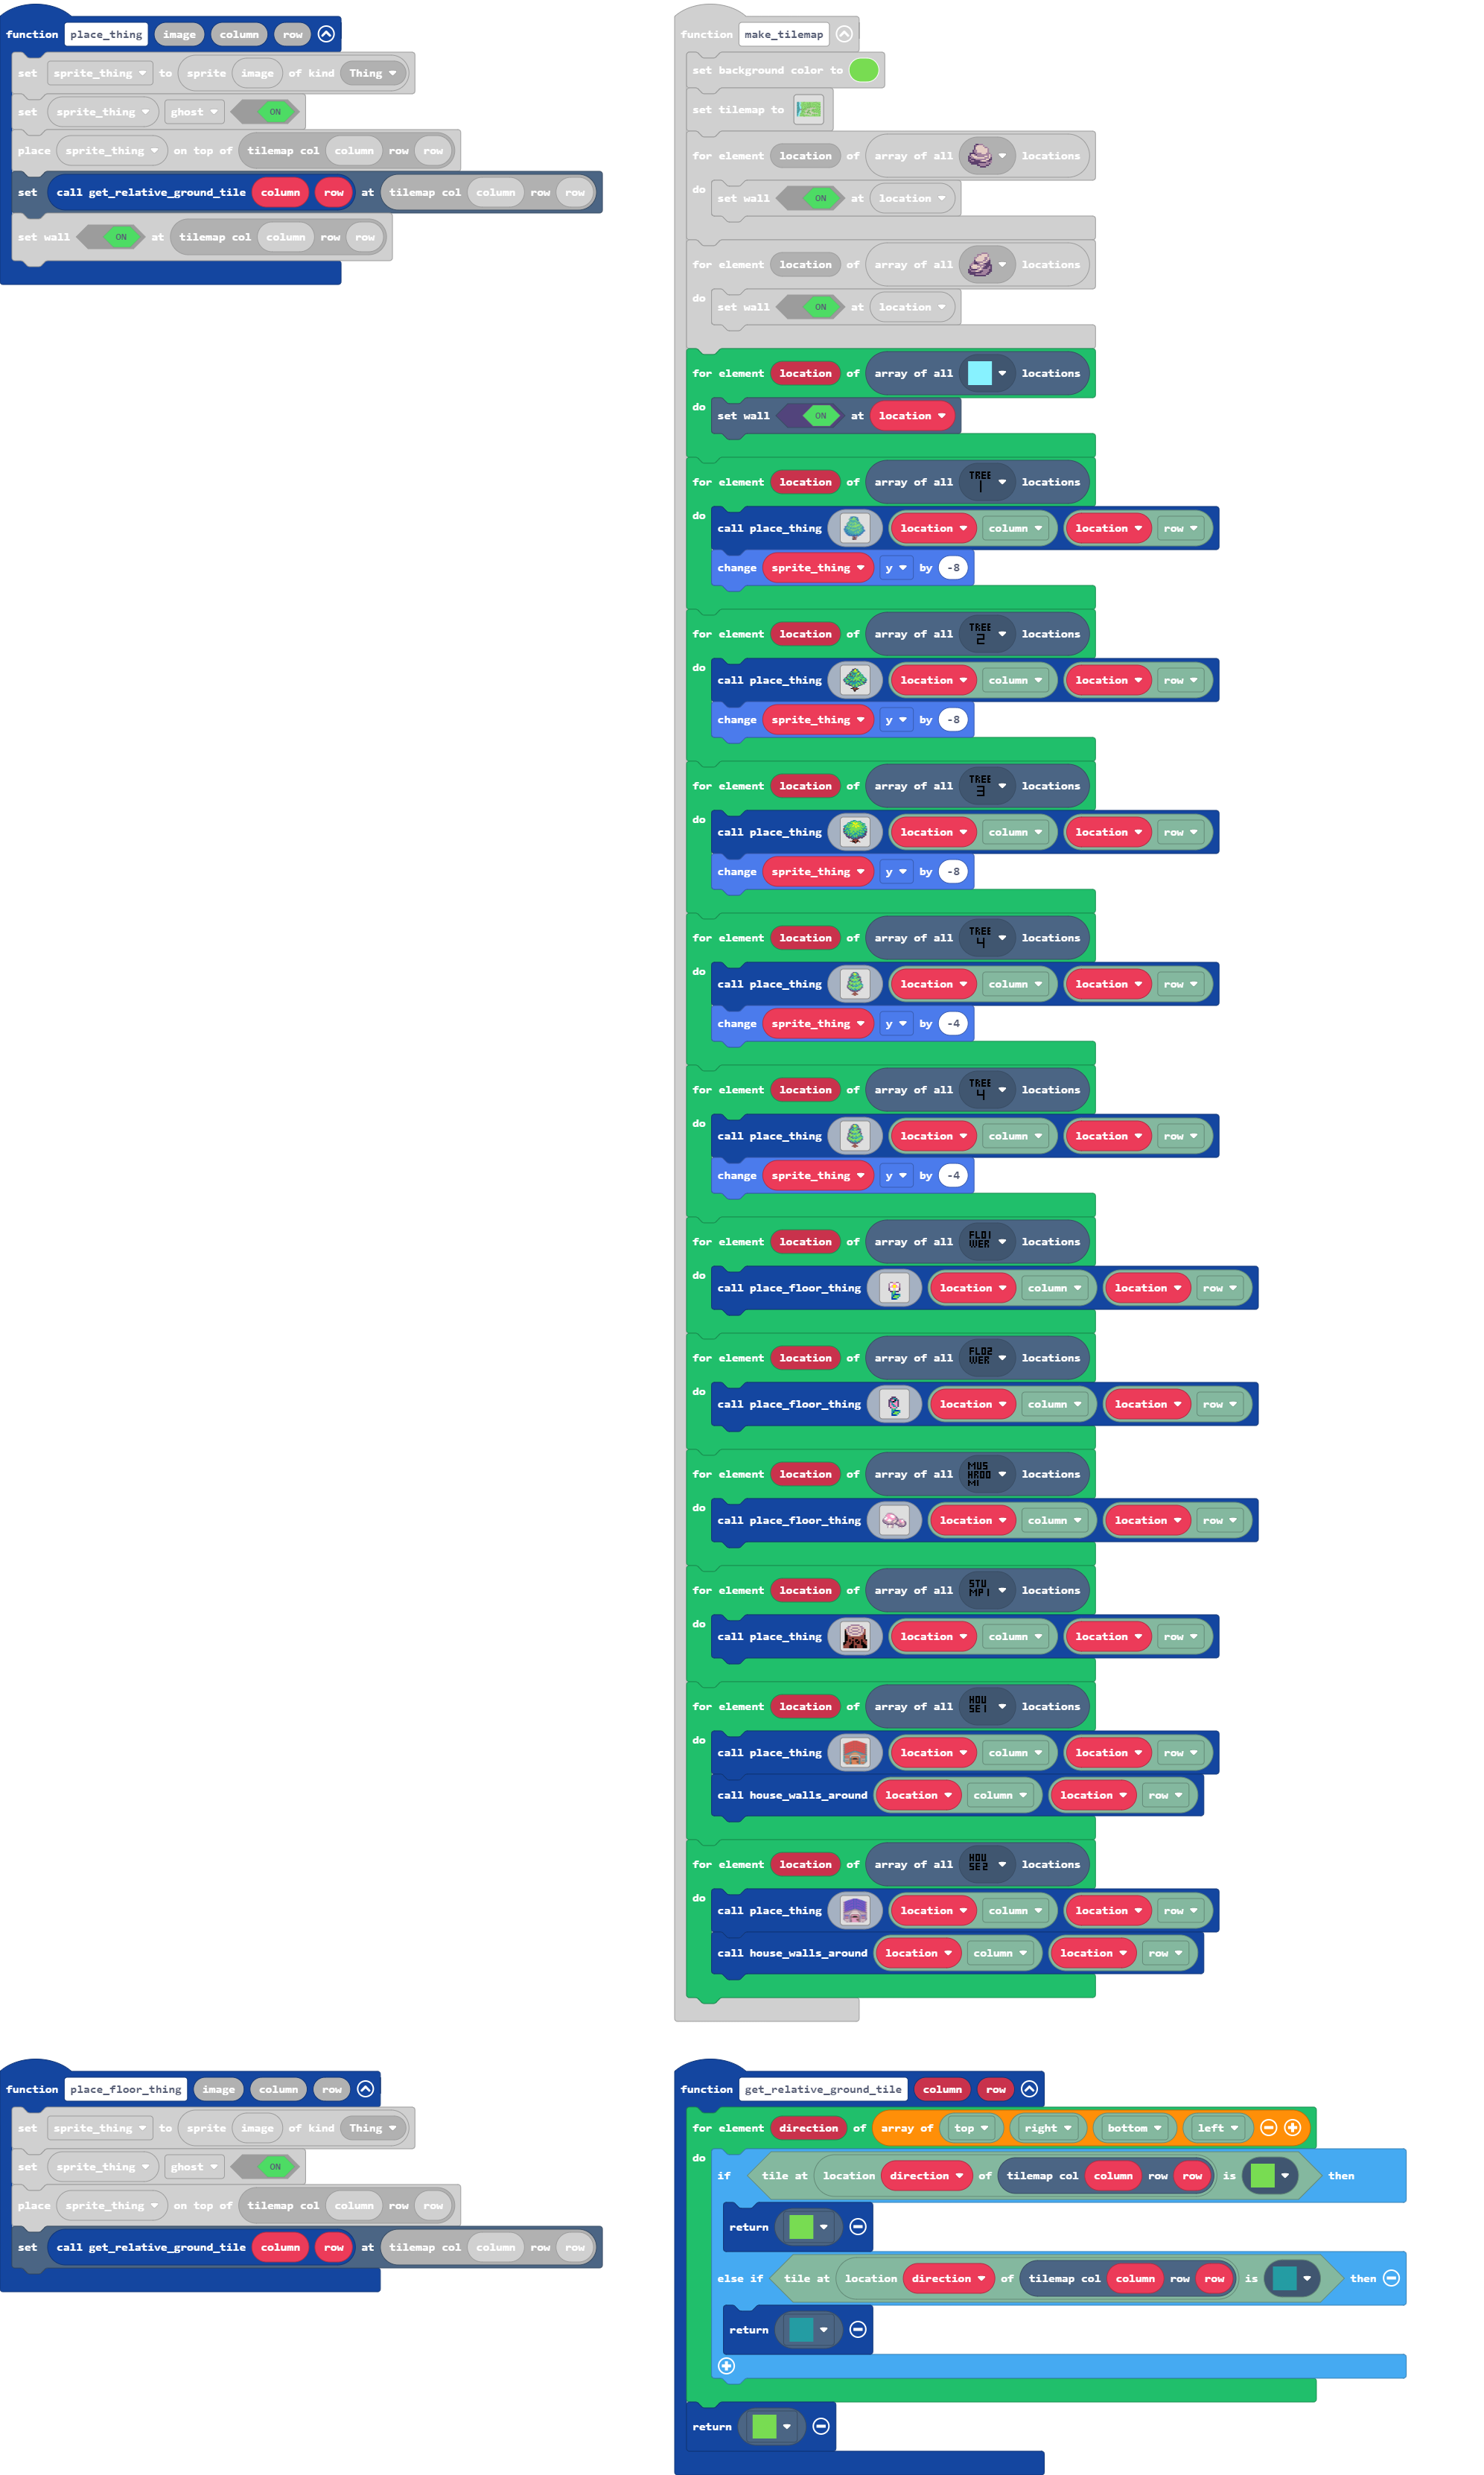 function place_thing image column row
set sprite_thing to sprite image of kind Thing
set sprite_thing ghost ON
place sprite_thing on top of tilemap col column row row
set call get_relative_ground_tile column row at tilemap col column row row
set wall ON at tilemap col column row row
function make_tilemap
set background color to
set tilemap to
for element location of array of all locations
do set wall ON at location
for element location of array of all locations
do set wall ON at location
for element location of array of all locations
do set wall ON at location
for element location of array of all TREE 1 locations
do call place_thing location column location row
change sprite_thing y by -8
for element location of array of all TREE 2 locations
do call place_thing location column location row
change sprite_thing y by -8
for element location of array of all TREE 3 locations
do call place_thing location column location row
change sprite_thing y by -8
for element location of array of all TREE 4 locations
do call place_thing location column location row
change sprite_thing y by -4
for element location of array of all TREE 4 locations
do call place_thing location column location row
change sprite_thing y by -4
for element location of array of all FLO1 WER locations
do call place_floor_thing location column location row
for element location of array of all FLO2 WER locations
do call place_floor_thing location column location row
for element location of array of all MUS HROO M1 locations
do call place_floor_thing location column location row
for element location of array of all STU MP1 locations
do call place_thing location column location row
for element location of array of all HOU SE1 locations
do call place_thing location column location row
call house_walls_around location column location row
for element location of array of all HOU SE2 locations
do call place_thing location column location row
call house_walls_around location column location row
function place_floor_thing image column row
set sprite_thing to sprite image of kind Thing
set sprite_thing ghost ON
place sprite_thing on top of tilemap col column row row
set call get_relative_ground_tile column row at tilemap col column row row
function get_relative_ground_tile column row
for element direction of array of top right bottom left
do if tile at location direction of tilemap col column row row is then
return
else if tile at location direction of tilemap col column row row is then
return
return